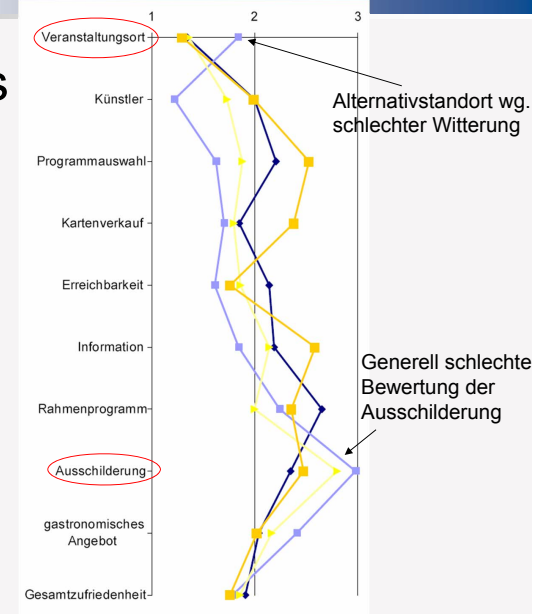 1 2 3
Veranstaltungsort
s
Künstler
Alternativstandort wg.
schlechter Witterung
Programmauswahl
Kartenverkauf
Erreichbarkeit
Information
Generell schlechte
Bewertung der
Ausschilderung
Rahmenprogramm
Ausschilderung
gastronomisches
Angebot
Gesamtzufriedenheit